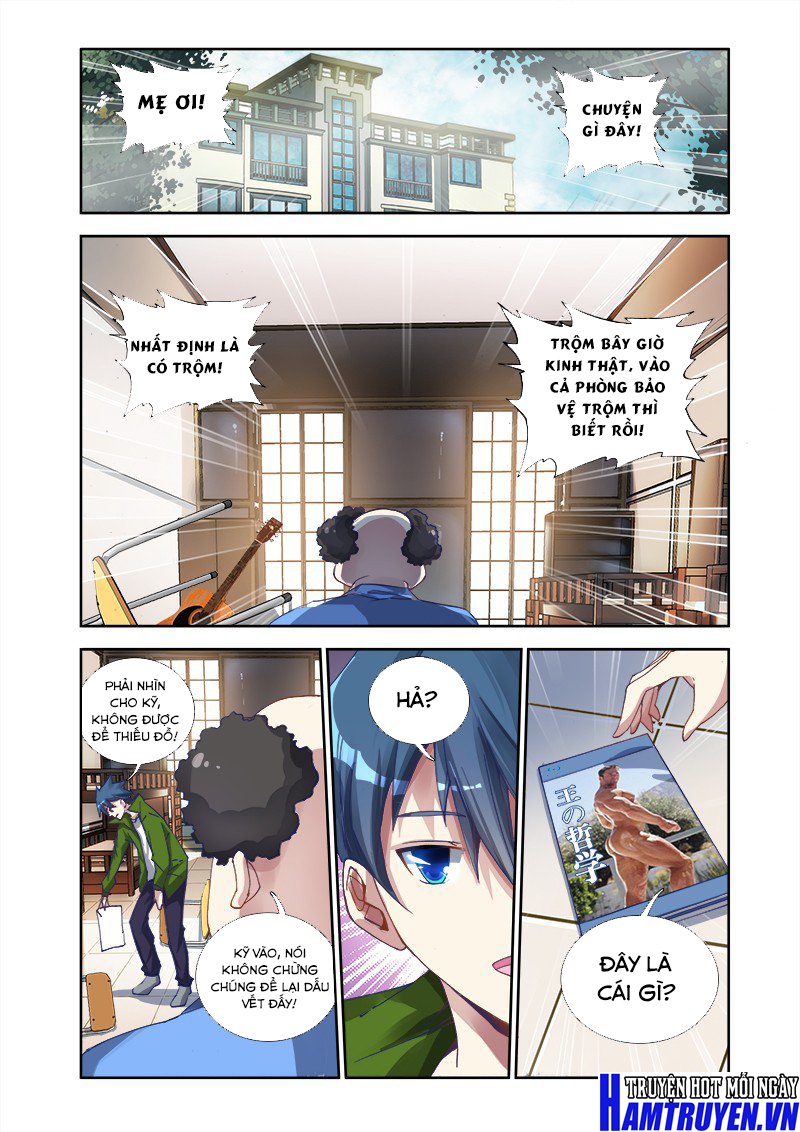 MẸ ƠI!
CHUYỆN
GÌ ĐÂY!
NHẤT ĐỊNH LÀ
CÓ TRỘM!
TRỘM BÂY GIỜ
KINH THẬT, VÀO
CẢ PHÒNG BẢO
VỆ TRỘM THÌ
BIẾT RỒI!
PHẢI NHÌN
CHO KỸ,
KHÔNG ĐƯỢC
ĐỂ THIẾU ĐỒ!
KỸ VÀO, NÓI
KHÔNG CHỪNG
CHÚNG ĐỂ LẠI DẤU
VẾT ĐẤY!
HẢ?
王の哲学
ĐÂY LÀ
CÁI GÌ?
TRUYỆN HOT MỖI NGÀY
HAMTRUYEN.VN